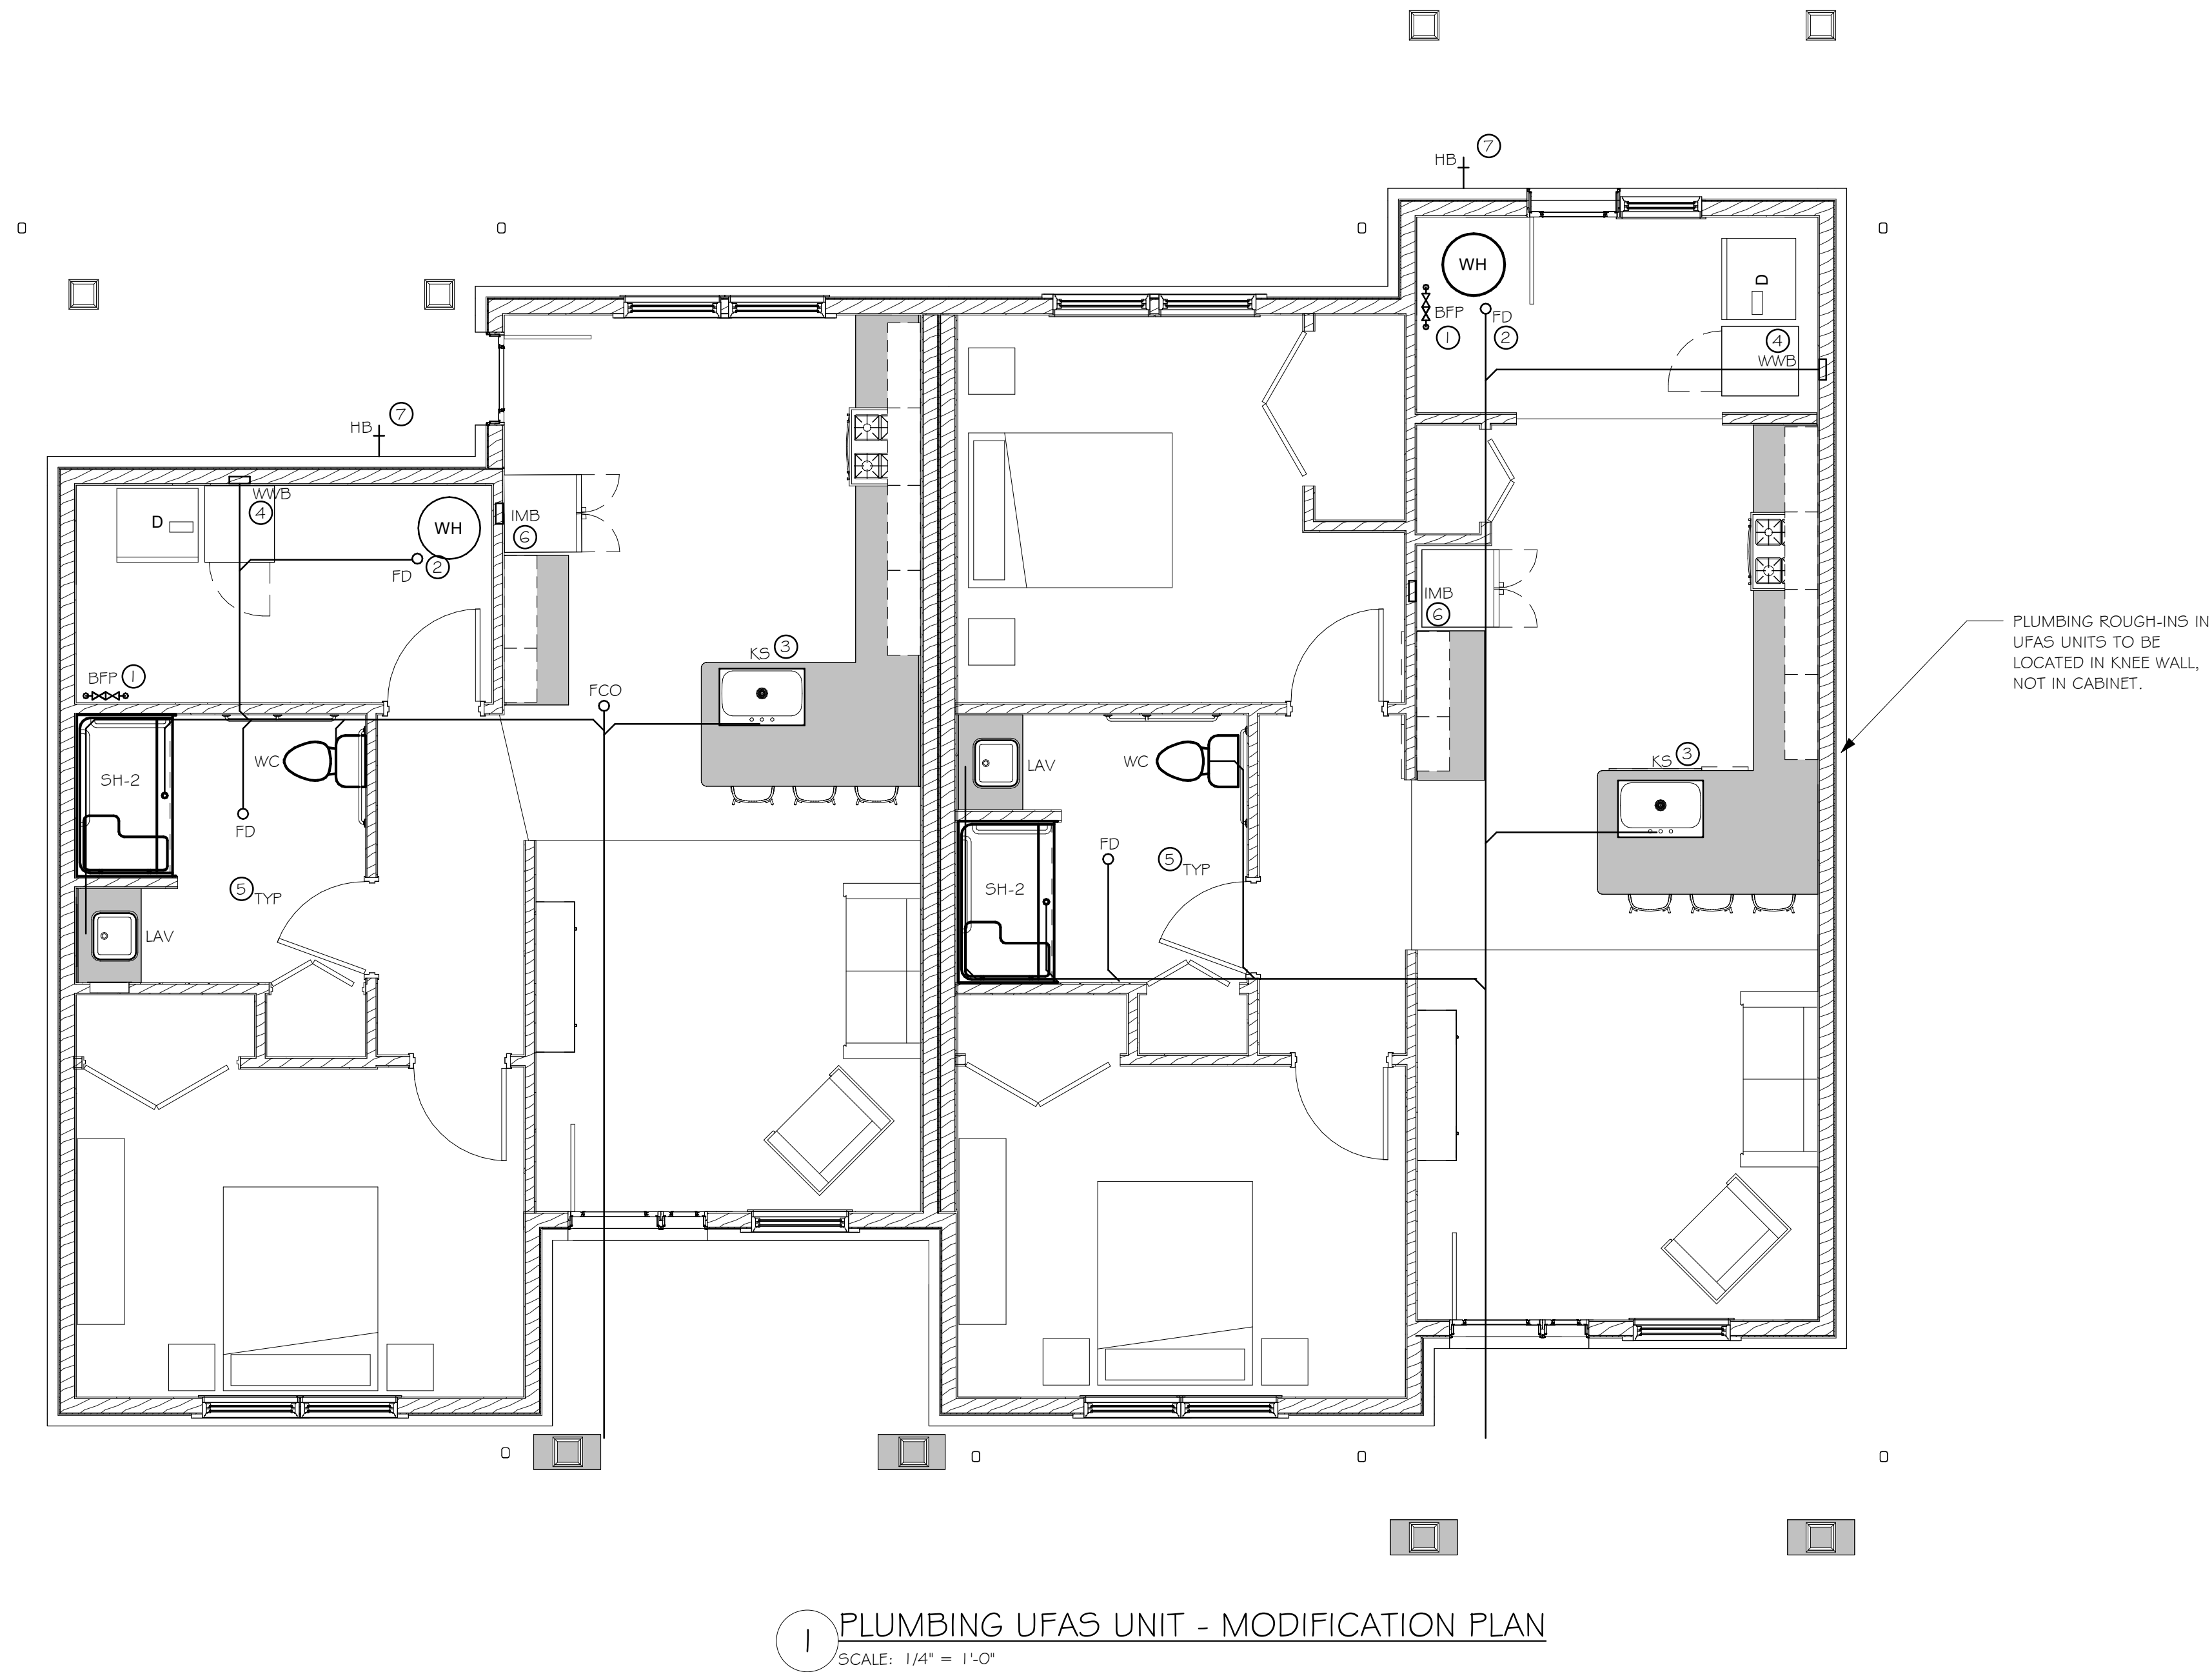 HB 7
WH
D
BFP FD
1 2
4
WWB
HB 7
WWB
4
D
WH
IMB
6
FD 2
IMB
6
PLUMBING ROUGH-INS IN
UFAS UNITS TO BE
LOCATED IN KNEE WALL,
NOT IN CABINET.
KS 3
BFP 1
FCO
WC
SH-2
FD
LAV
WC
KS 3
FD
5 TYP
SH-2
5 TYP
LAV
1 PLUMBING UFAS UNIT - MODIFICATION PLAN
SCALE: 1/4" = 1'-0"